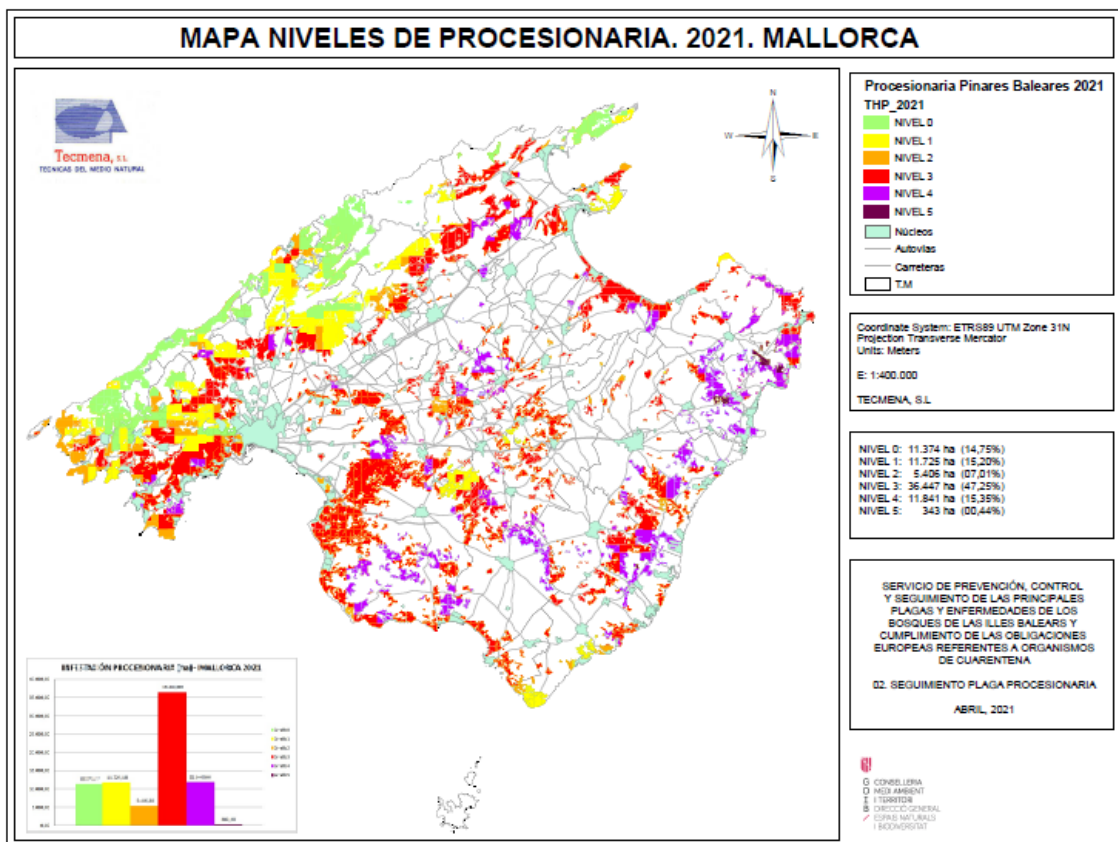 MAPA NIVELES DE PROCESIONARIA. 2021. MALLORCA
Tecmena, S.L
TECNICAS DEL MEDIO NATURAL
N
W
E
S
Procesionaria Pinares Baleares 2021
THP_2021
NIVEL 0
NIVEL 1
NIVEL 2
NIVEL 3
NIVEL 4
NIVEL 5
Núcleos
Autovías
Carreteras
T.M
Coordinate System: ETRS89 UTM Zone 31N
Projection Transverse Mercator
Units: Meters
E: 1:400.000
TECMENA, S.L
NIVEL 0: 11.374 ha (14,75%)
NIVEL 1: 11.725 ha (15,20%)
NIVEL 2: 5.406 ha (07,01%)
NIVEL 3: 36.447 ha (47,25%)
NIVEL 4: 11.841 ha (15,35%)
NIVEL 5: 343 ha (00,44%)
SERVICIO DE PREVENCIÓN, CONTROL
Y SEGUIMIENTO DE LAS PRINCIPALES
PLAGAS Y ENFERMEDADES DE LOS
BOSQUES DE LAS ILLES BALEARS Y
CUMPLIMIENTO DE LAS OBLIGACIONES
EUROPEAS REFERENTES A ORGANISMOS
DE CUARENTENA
02. SEGUIMIENTO PLAGA PROCESIONARIA
ABRIL, 2021
INFESTACIÓN PROCESIONARIA (ha)- MALLORCA 2021
G CONSELLERIA
O MEDI AMBIENT
I I TERRITORI
B DIRECCIÓ GENERAL
ESPAIS NATURALS
I BIODIVERSITAT